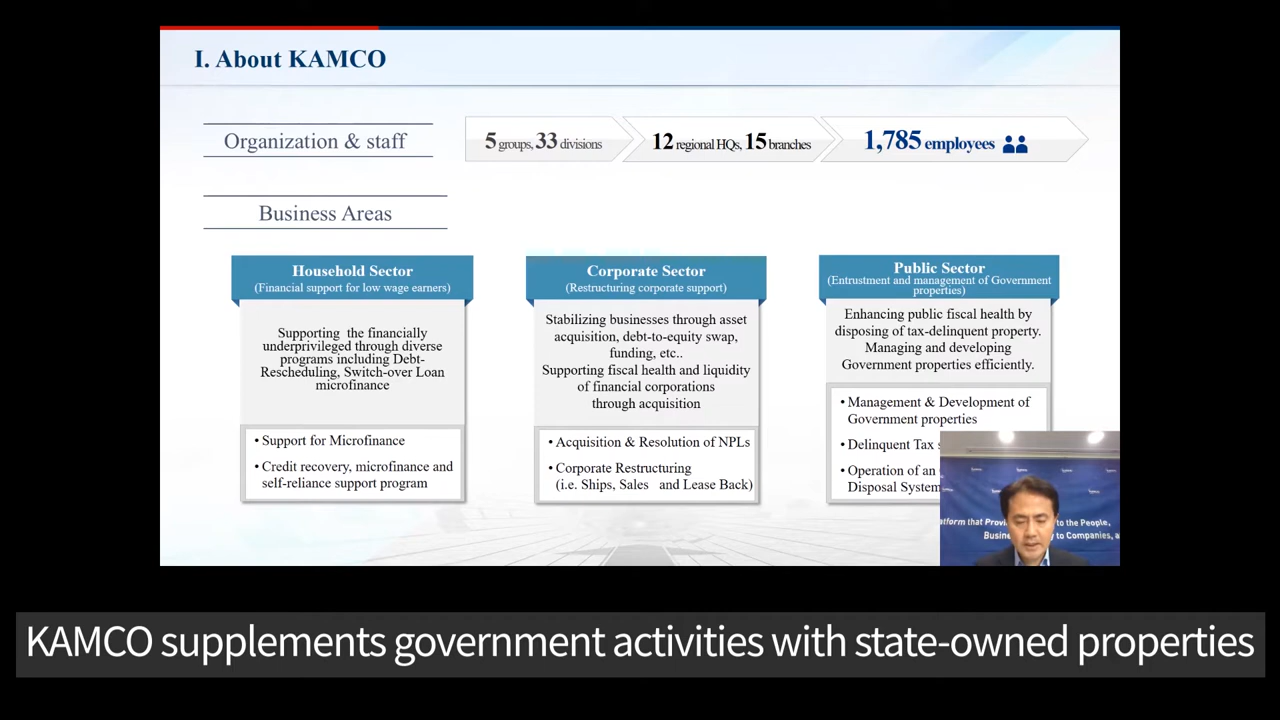 I. About KAMCO
Organization & staff
5 groups, 33 divisions
12 regional HQs, 15 branches
1,785 employees
Business Areas
Household Sector
(Financial support for low wage earners)
Supporting the financially
underprivileged through diverse
programs including Debt-
Rescheduling, Switch-over Loan
microfinance
• Support for Microfinance
• Credit recovery, microfinance and
self-reliance support program
Corporate Sector
(Restructuring corporate support)
Stabilizing businesses through asset
acquisition, debt-to-equity swap,
funding, etc..
Supporting fiscal health and liquidity
of financial corporations
through acquisition
• Acquisition & Resolution of NPLs
• Corporate Restructuring
(i.e. Ships, Sales and Lease Back)
Public Sector
(Entrustment and management of Government
properties)
Enhancing public fiscal health by
disposing of tax-delinquent property.
Managing and developing
Government properties efficiently.
• Management & Development of
Government properties
• Delinquent Tax
• Operation of an
Disposal System
that to the People,
to Companies,
KAMCO supplements government activities with state-owned properties